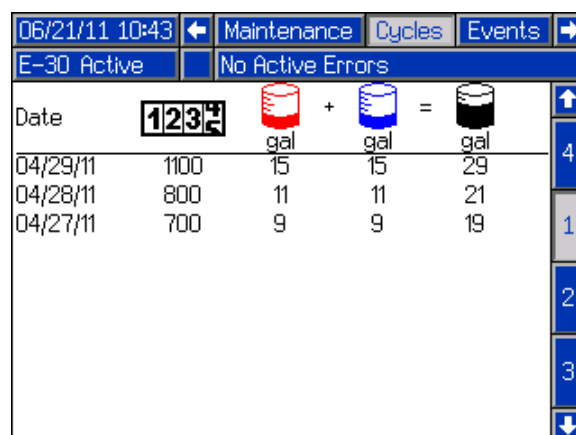 06/21/11 10:43 Maintenance Cycles Events
E-30 Active No Active Errors
Date 12345 + =
gal gal gal
04/29/11 1100 15 15 29
04/28/11 800 11 11 21
04/27/11 700 9 9 19
4
1
2
3